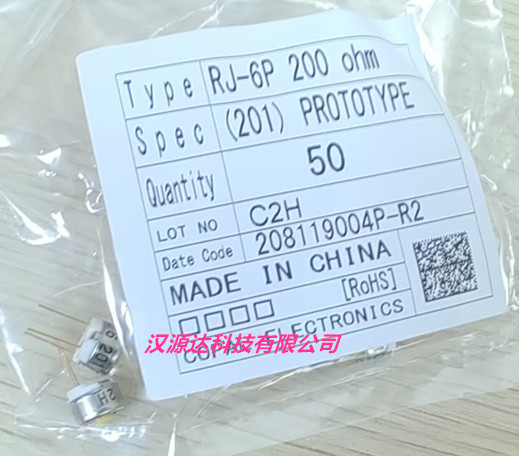 Type RJ-6P 200 ohm
Spec (201) PROTOTYPE
Quantity 50
LOT NO C2H
Date Code 208119004P-R2
MADE IN CHINA
□□□□ [RoHS]
ELECTRONICS
汉源达科技有限公司
2H